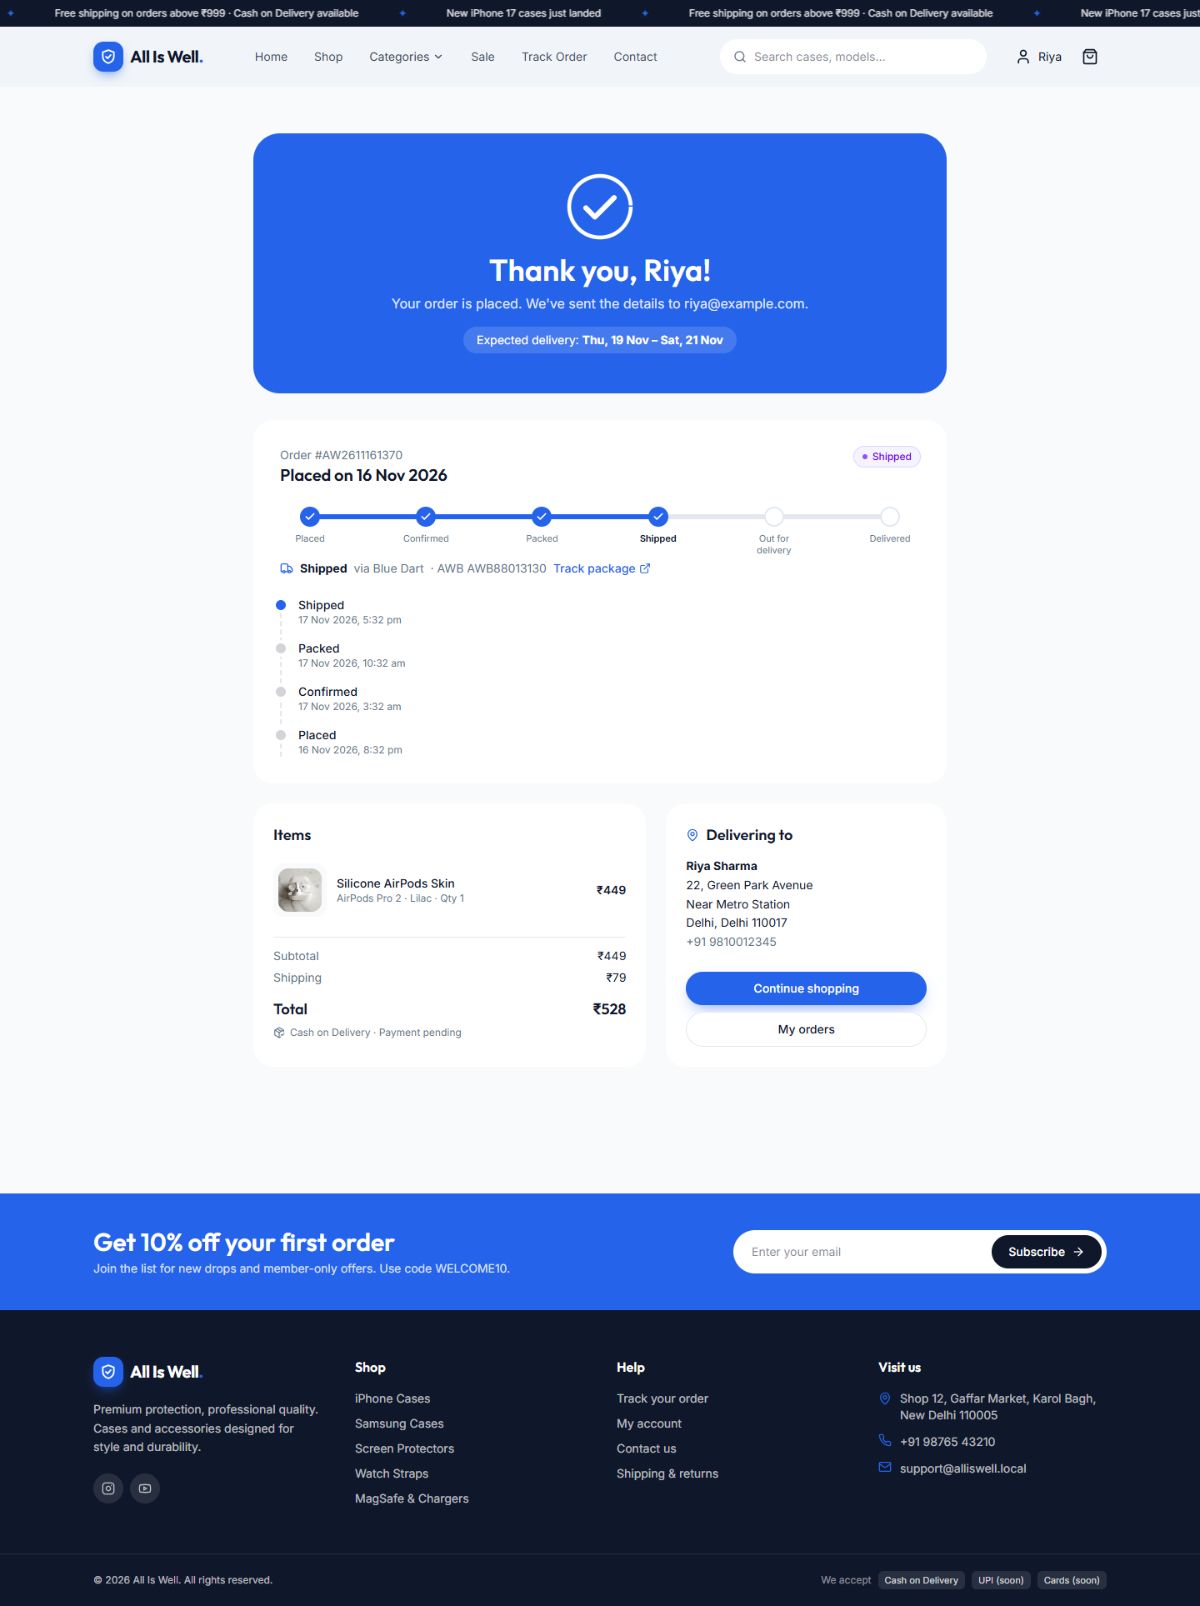 Free shipping on orders above ₹999 · Cash on Delivery available
New iPhone 17 cases just landed
Free shipping on orders above ₹999 · Cash on Delivery available
New iPhone 17 cases just
All Is Well.
Home
Shop
Categories
Sale
Track Order
Contact
Search cases, models...
Riya
Thank you, Riya!
Your order is placed. We've sent the details to riya@example.com.
Expected delivery: Thu, 19 Nov – Sat, 21 Nov
Order #AW2611161370
Placed on 16 Nov 2026
Shipped
Placed
Confirmed
Packed
Shipped
Out for
delivery
Delivered
Shipped via Blue Dart · AWB AWB88013130 Track package
Shipped
17 Nov 2026, 5:32 pm
Packed
17 Nov 2026, 10:32 am
Confirmed
17 Nov 2026, 3:32 am
Placed
16 Nov 2026, 8:32 pm
Items
Silicone AirPods Skin
AirPods Pro 2 · Lilac · Qty 1
₹449
Subtotal ₹449
Shipping ₹79
Total ₹528
Cash on Delivery · Payment pending
Delivering to
Riya Sharma
22, Green Park Avenue
Near Metro Station
Delhi, Delhi 110017
+91 9810012345
Continue shopping
My orders
Get 10% off your first order
Join the list for new drops and member-only offers. Use code WELCOME10.
Enter your email
Subscribe
All Is Well.
Premium protection, professional quality.
Cases and accessories designed for
style and durability.
Shop
iPhone Cases
Samsung Cases
Screen Protectors
Watch Straps
MagSafe & Chargers
Help
Track your order
My account
Contact us
Shipping & returns
Visit us
Shop 12, Gaffar Market, Karol Bagh,
New Delhi 110005
+91 98765 43210
support@alliswell.local
© 2026 All Is Well. All rights reserved.
We accept
Cash on Delivery
UPI (soon)
Cards (soon)